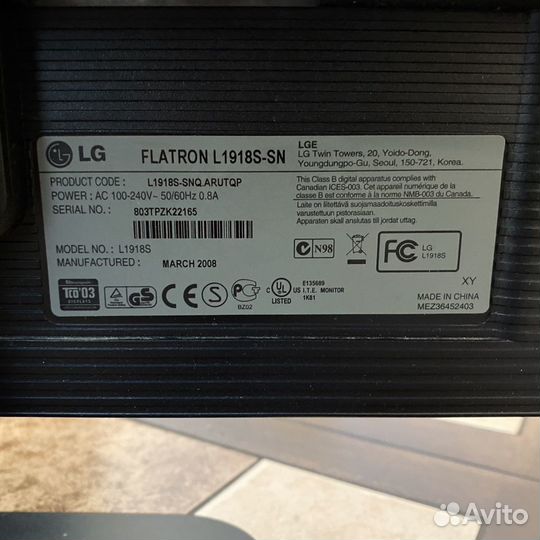 LG FLATRON L1918S-SN
LGE
LG Twin Towers, 20, Yoido-Dong,
Youngdungpo-Gu, Seoul, 150-721, Korea.
PRODUCT CODE : L1918S-SNQ.ARUTQP
POWER : AC 100-240V~ 50/60Hz 0.8A
SERIAL NO. : 803TPZK22165
This Class B digital apparatus complies with
Canadian ICES-003. Cet appareil numérique de la
classe B est conforme à la norme NMB-003 du Canada.
Laite on liitettävä suojamaadoituskoskettimilla
varustettuun pistorasiaan.
Apparaten skall anslutas till jordat uttag.
MODEL NO. : L1918S
MANUFACTURED : MARCH 2008
N98
FC
LG
L1918S
TCO'03
DISPLAYS
GS
BZ02
C UL US
LISTED
E135689
I.T.E. MONITOR
1K81
XY
MADE IN CHINA
MEZ36452403
Avito